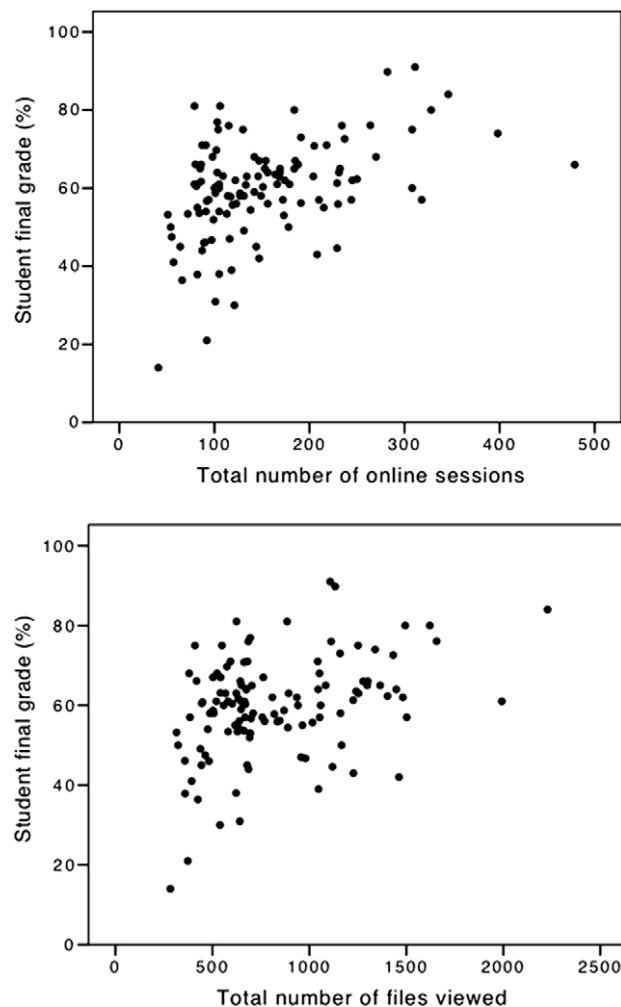 100
80
60
40
20
0
Student final grade (%)
0 100 200 300 400 500
Total number of online sessions
100
80
60
40
20
0
Student final grade (%)
0 500 1000 1500 2000 2500
Total number of files viewed